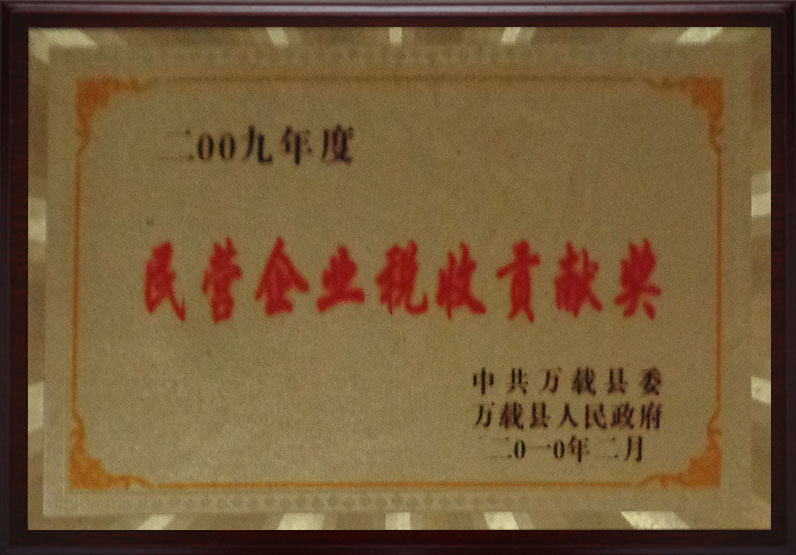 二00九年度
民营企业税收贡献奖
中共万载县委
万载县人民政府
二0一0年二月